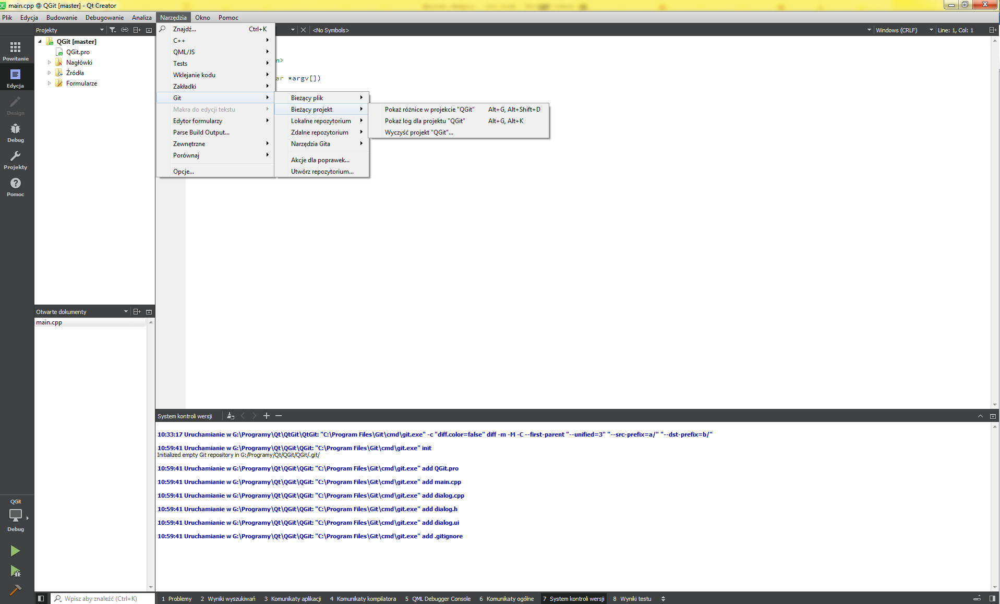 main.cpp @ QGit [master] - Qt Creator
Plik Edycja Budowanie Debugowanie Analiza Narzędzia Okno Pomoc
Projekty
<No Symbols>
Windows (CRLF)
Line: 1, Col: 1
Powitanie
Edycja
Design
Debug
Projekty
Pomoc
QGit [master]
QGit.pro
Nagłówki
Źródła
Formularze
Znajdź... Ctrl+K
C++
QML/JS
Tests
Wklejanie kodu
Zakładki
Git
Makra do edycji tekstu
Edytor formularzy
Parse Build Output...
Zewnętrzne
Porównaj
Opcje...
n>
ar *argv[])
Bieżący plik
Bieżący projekt
Lokalne repozytorium
Zdalne repozytorium
Narzędzia Gita
Akcje dla poprawek...
Utwórz repozytorium...
Pokaż różnice w projekcie "QGit" Alt+G, Alt+Shift+D
Pokaż log dla projektu "QGit" Alt+G, Alt+K
Wyczyść projekt "QGit"...
Otwarte dokumenty
main.cpp
System kontroli wersji
10:33:17 Uruchamianie w G:\Programy\Qt\QtGit\QtGit: "C:\Program Files\Git\cmd\git.exe" -c "diff.color=false" diff -m -M -C --first-parent "--unified=3" "--src-prefix=a/" "--dst-prefix=b/"
10:59:41 Uruchamianie w G:\Programy\Qt\QGit\QGit: "C:\Program Files\Git\cmd\git.exe" init
Initialized empty Git repository in G:/Programy/Qt/QGit/QGit/.git/
10:59:41 Uruchamianie w G:\Programy\Qt\QGit\QGit: "C:\Program Files\Git\cmd\git.exe" add QGit.pro
10:59:41 Uruchamianie w G:\Programy\Qt\QGit\QGit: "C:\Program Files\Git\cmd\git.exe" add main.cpp
10:59:41 Uruchamianie w G:\Programy\Qt\QGit\QGit: "C:\Program Files\Git\cmd\git.exe" add dialog.cpp
10:59:41 Uruchamianie w G:\Programy\Qt\QGit\QGit: "C:\Program Files\Git\cmd\git.exe" add dialog.h
10:59:41 Uruchamianie w G:\Programy\Qt\QGit\QGit: "C:\Program Files\Git\cmd\git.exe" add dialog.ui
10:59:41 Uruchamianie w G:\Programy\Qt\QGit\QGit: "C:\Program Files\Git\cmd\git.exe" add .gitignore
QGit
Debug
Wpisz aby znaleźć (Ctrl+K)
1 Problemy 2 Wyniki wyszukiwań 3 Komunikaty aplikacji 4 Komunikaty kompilatora 5 QML Debugger Console 6 Komunikaty ogólne 7 System kontroli wersji 8 Wyniki testu